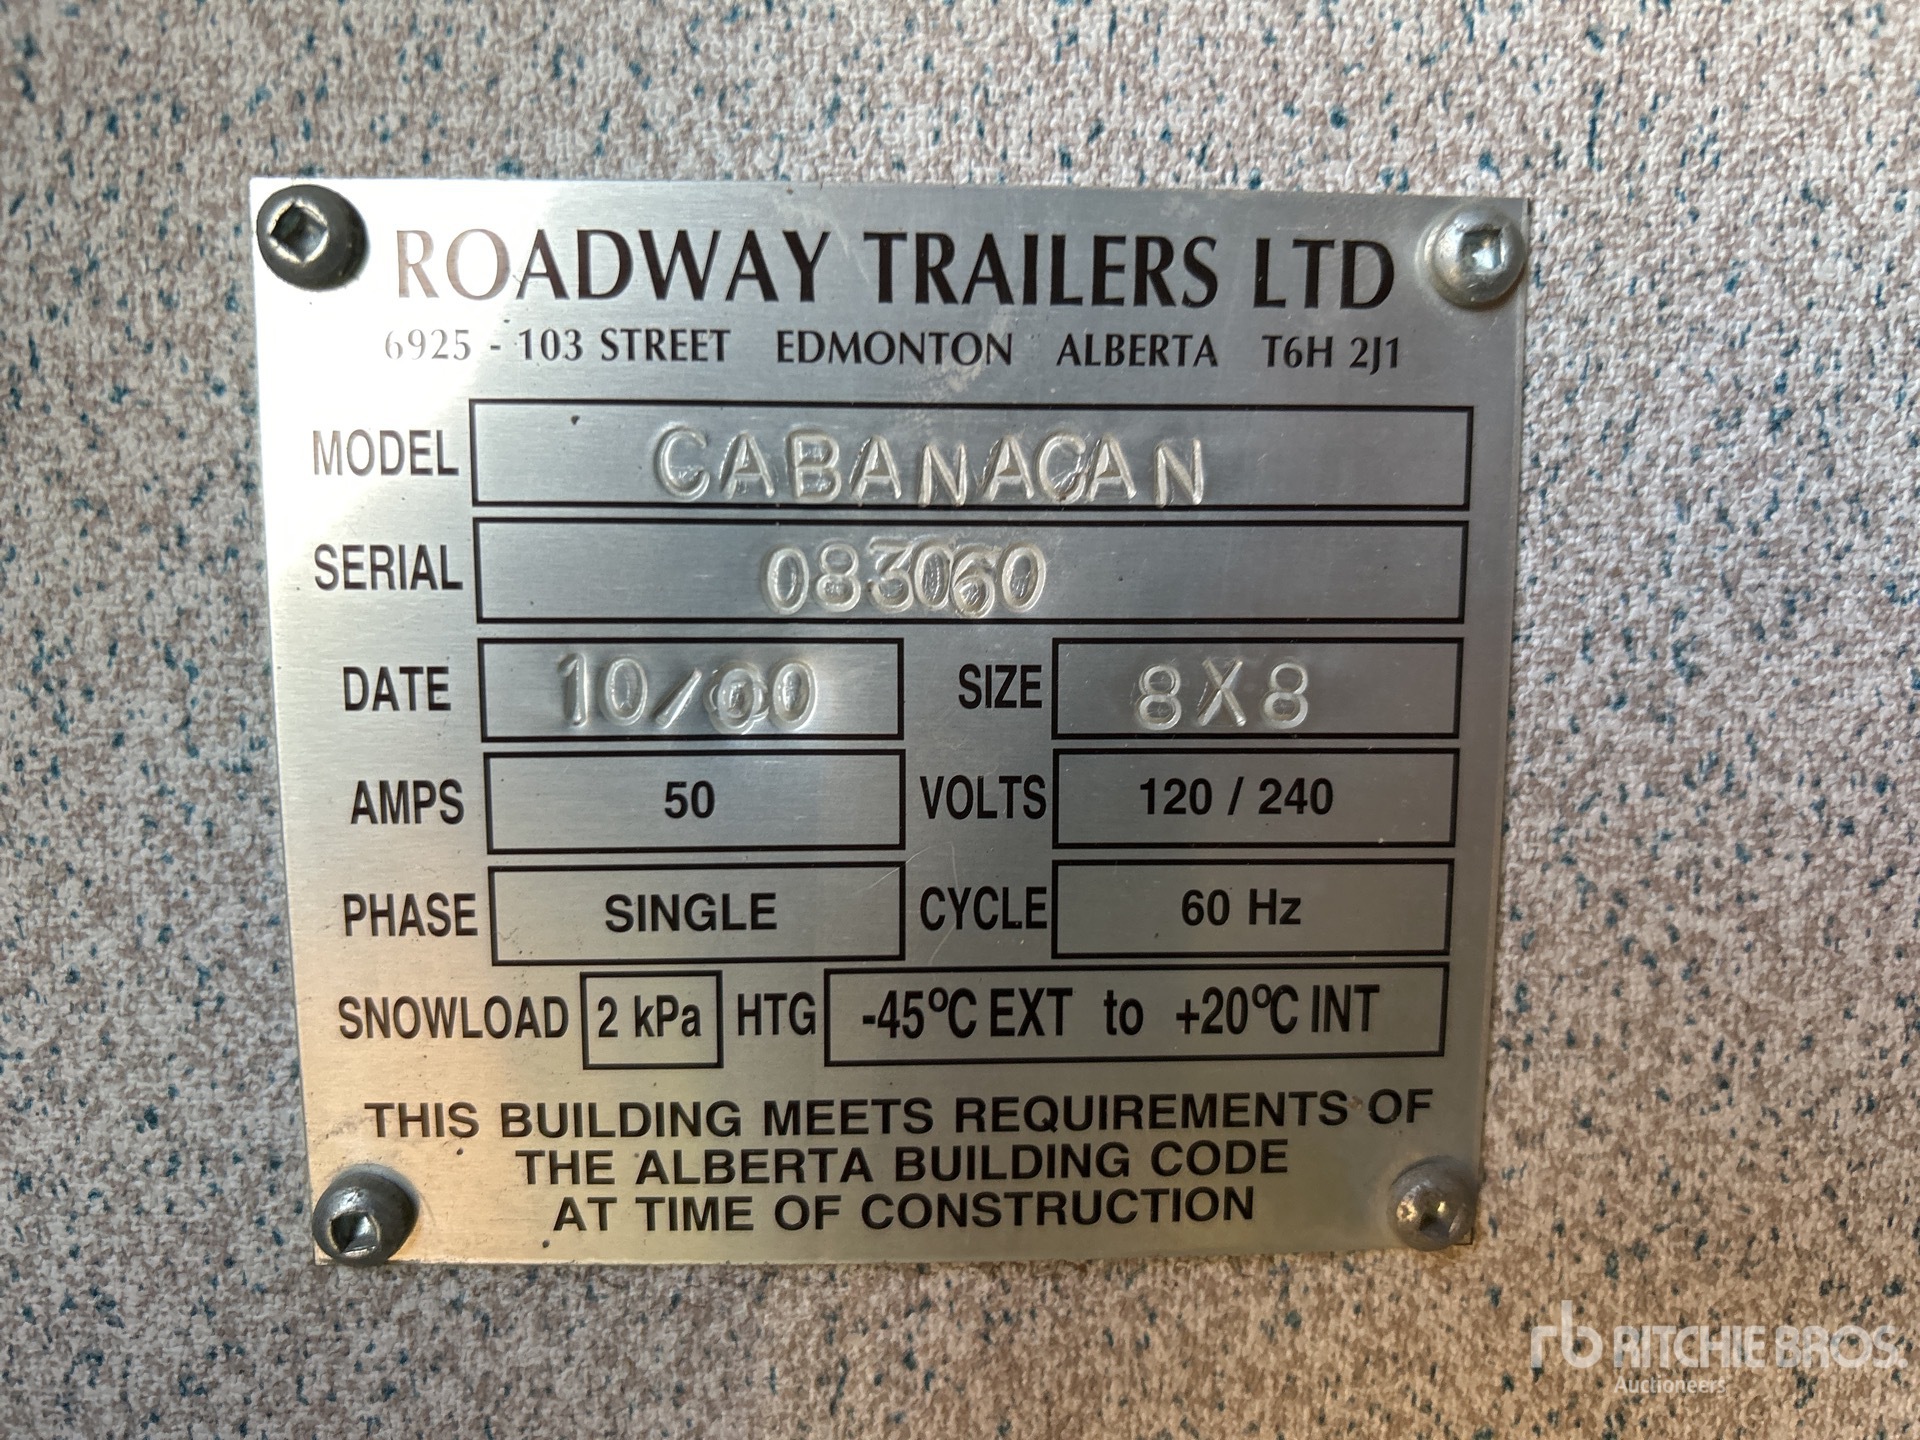 ROADWAY TRAILERS LTD
6925 - 103 STREET EDMONTON ALBERTA T6H 2J1
MODEL CABANACAN
SERIAL 083060
DATE 10/00 SIZE 8X8
AMPS 50 VOLTS 120 / 240
PHASE SINGLE CYCLE 60 Hz
SNOWLOAD 2 kPa HTG -45°C EXT to +20°C INT
THIS BUILDING MEETS REQUIREMENTS OF
THE ALBERTA BUILDING CODE
AT TIME OF CONSTRUCTION
rb RITCHIE BROS.
Auctioneers